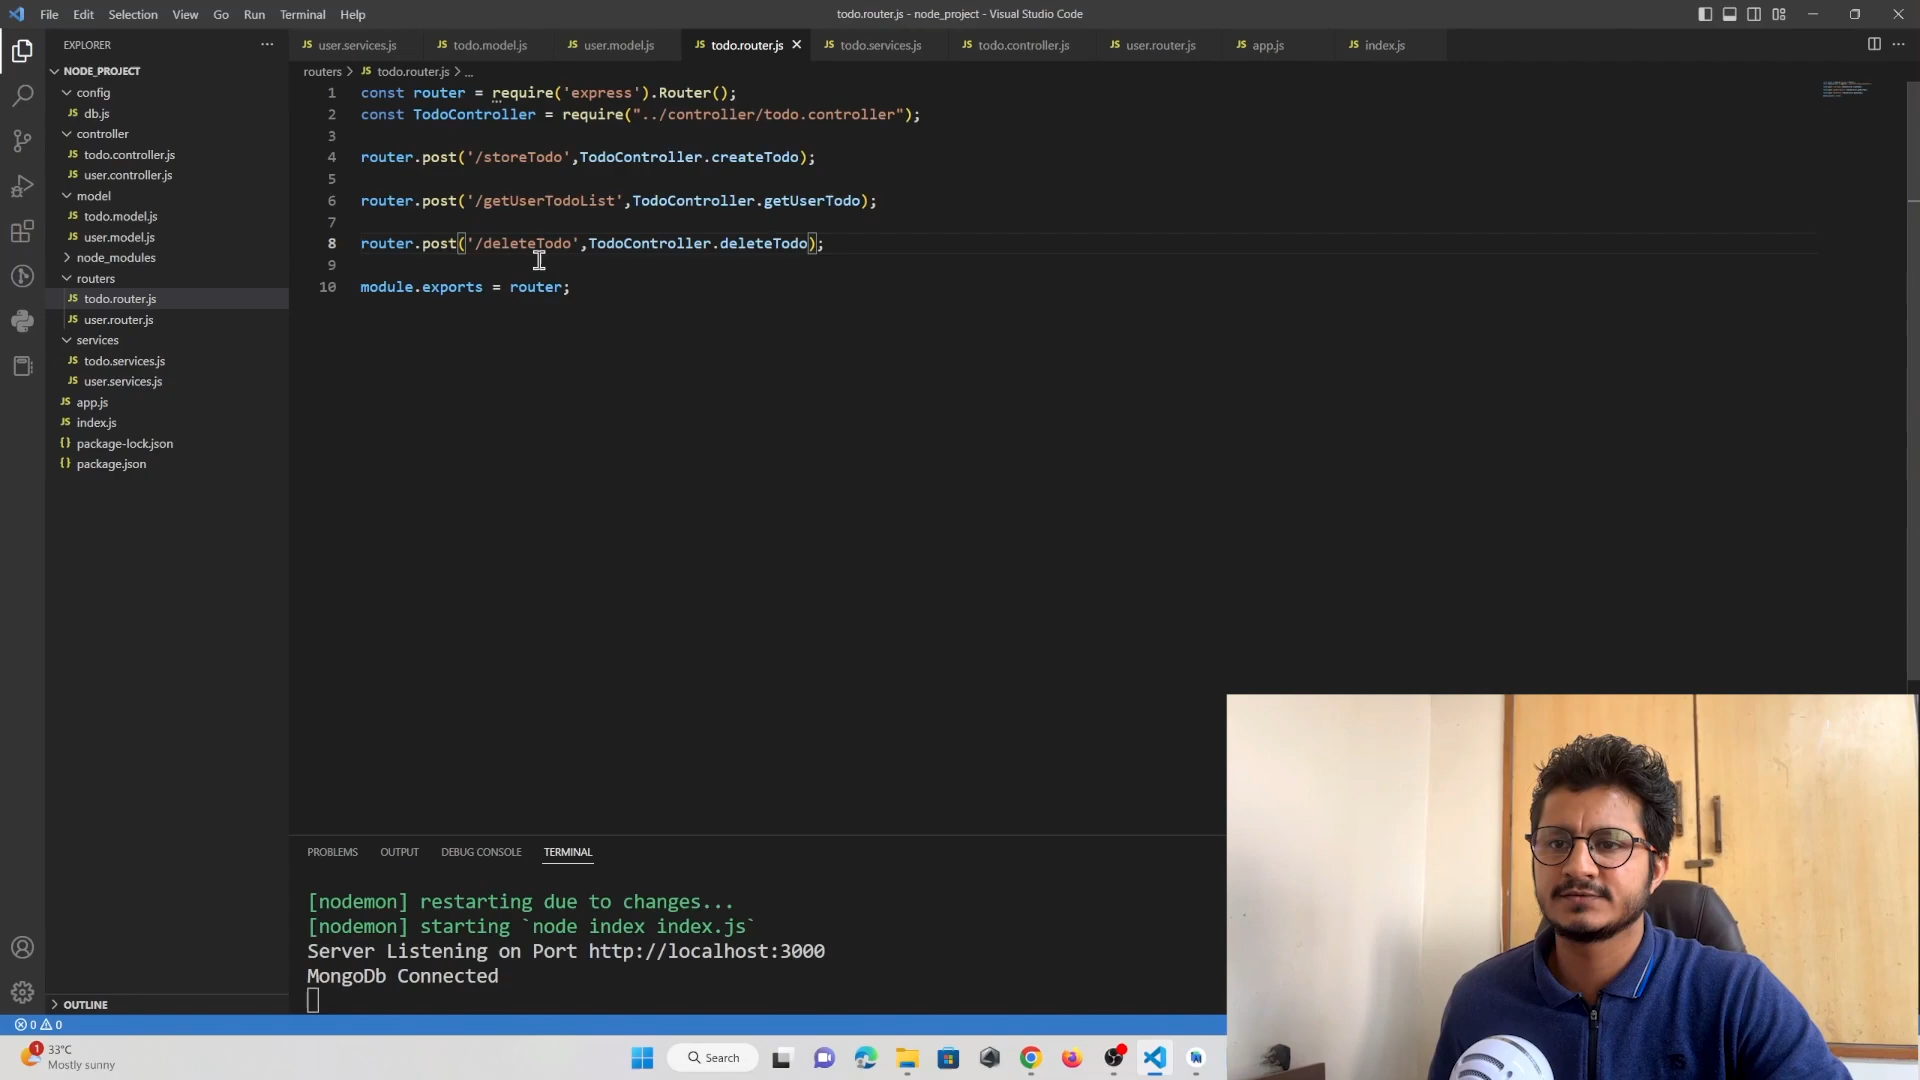 File Edit Selection View Go Run Terminal Help
todo.router.js - node_project - Visual Studio Code
EXPLORER
user.services.js
todo.model.js
user.model.js
todo.router.js
todo.services.js
todo.controller.js
user.router.js
app.js
index.js
NODE_PROJECT
config
db.js
controller
todo.controller.js
user.controller.js
model
todo.model.js
user.model.js
node_modules
routers
todo.router.js
user.router.js
services
todo.services.js
user.services.js
app.js
index.js
package-lock.json
package.json
OUTLINE
routers > JS todo.router.js > ...
1 const router = require('express').Router();
2 const TodoController = require("../controller/todo.controller");
3
4 router.post('/storeTodo',TodoController.createTodo);
5
6 router.post('/getUserTodoList',TodoController.getUserTodo);
7
8 router.post('/deleteTodo',TodoController.deleteTodo);
9
10 module.exports = router;
PROBLEMS OUTPUT DEBUG CONSOLE TERMINAL
[nodemon] restarting due to changes...
[nodemon] starting `node index index.js`
Server Listening on Port http://localhost:3000
MongoDb Connected
0 0
1
33°C
Mostly sunny
Search